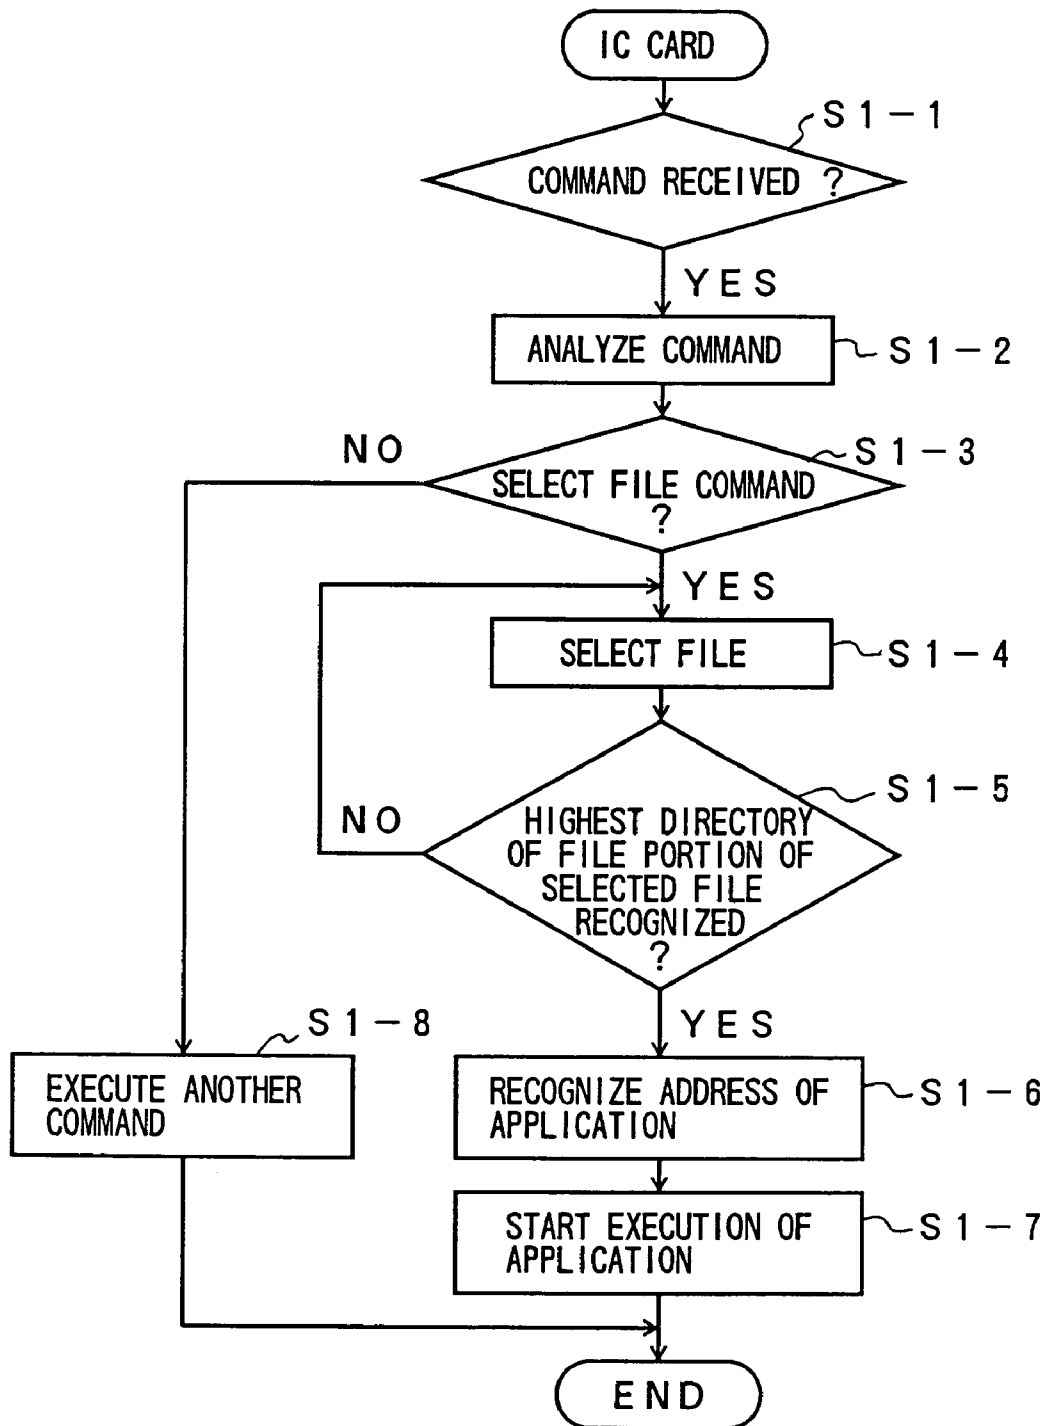 IC CARD
S1-1
COMMAND RECEIVED ?
YES
ANALYZE COMMAND
S1-2
NO
S1-3
SELECT FILE COMMAND
?
YES
SELECT FILE
S1-4
S1-5
NO
HIGHEST DIRECTORY
OF FILE PORTION OF
SELECTED FILE
RECOGNIZED
?
YES
S1-8
EXECUTE ANOTHER
COMMAND
RECOGNIZE ADDRESS OF
APPLICATION
S1-6
START EXECUTION OF
APPLICATION
S1-7
END